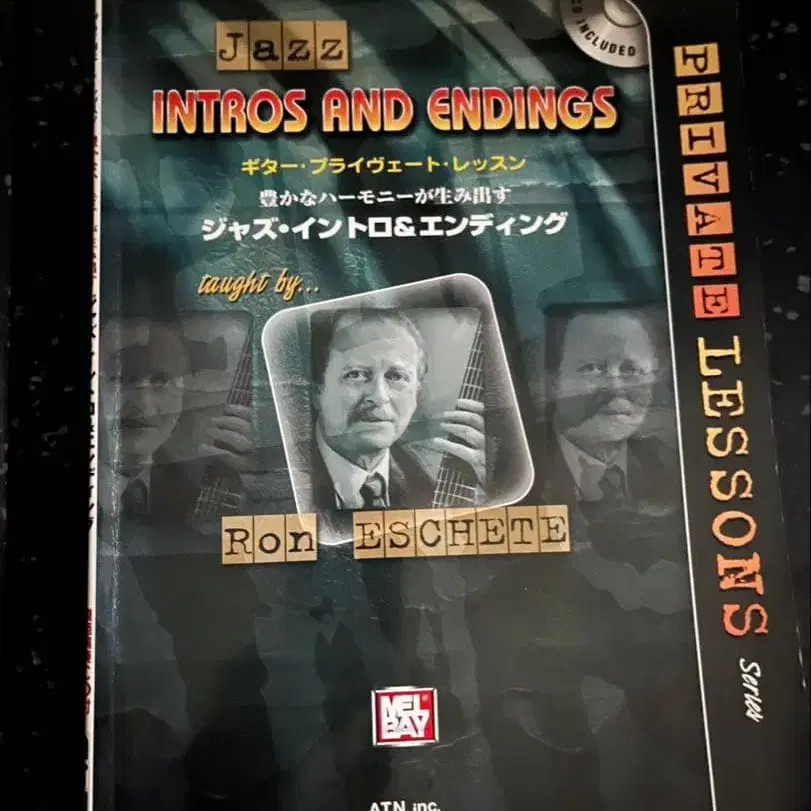 Jazz
CD INCLUDED
INTROS AND ENDINGS
ギター・プライヴェート・レッスン
豊かなハーモニーが生み出す
ジャズ・イントロ&エンディング
taught by...
Ron ESCHETE
PRIVATE LESSONS series
MEL BAY
ATN, inc.